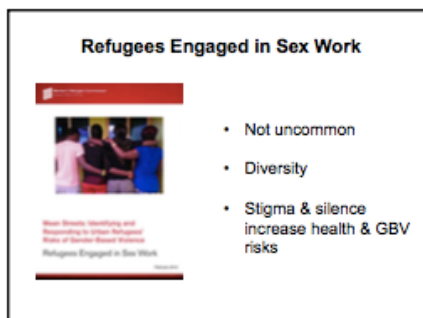 Refugees Engaged in Sex Work
Mean Streets: Identifying and
Responding to Urban Refugees'
Risks of Gender-Based Violence
Refugees Engaged in Sex Work
• Not uncommon
• Diversity
• Stigma & silence
increase health & GBV
risks